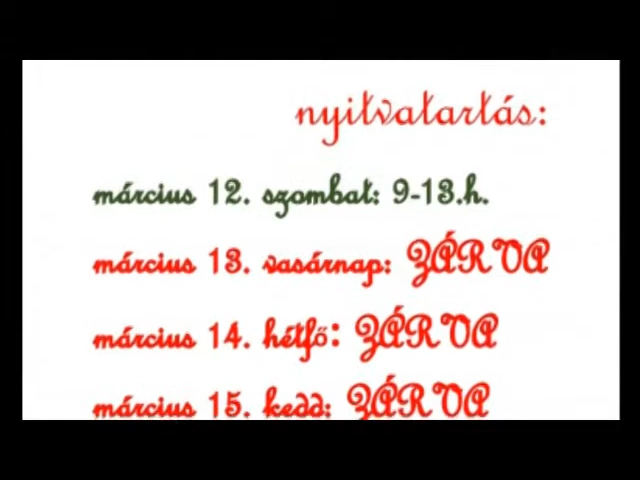 nyitvatartás:
március 12. szombat: 9-13.h.
március 13. vasárnap: ZÁRVA
március 14. hétfő: ZÁRVA
március 15. kedd: ZÁRVA